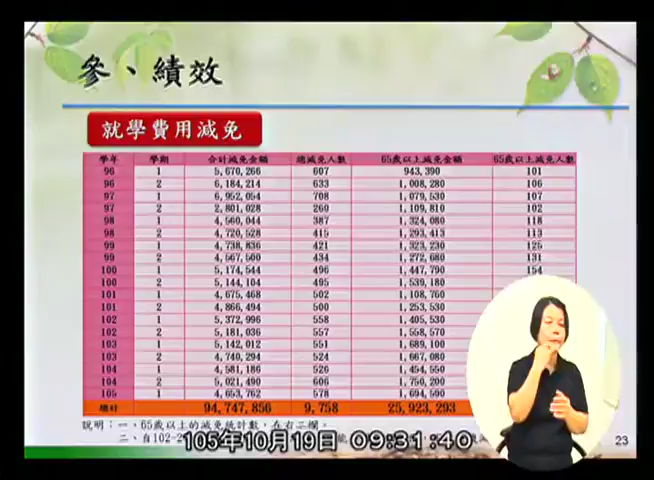 參、績效
就學費用減免
學年 學期 合計減免金額 總減免人數 65歲以上減免金額 65歲以上減免人數
96 1 5,670,266 607 943,390 101
96 2 6,184,214 633 1,008,280 106
97 1 6,952,054 708 1,079,530 107
97 2 2,801,028 260 1,109,810 102
98 1 4,560,044 387 1,324,080 118
98 2 4,720,528 415 1,293,413 113
99 1 4,738,836 421 1,323,230 125
99 2 4,567,500 434 1,272,680 131
100 1 5,174,544 496 1,447,790 154
100 2 5,144,104 495 1,539,180
101 1 4,675,468 502 1,108,760
101 2 4,866,494 500 1,253,530
102 1 5,372,996 558 1,405,530
102 2 5,181,036 557 1,558,570
103 1 5,142,012 551 1,689,100
103 2 4,740,294 524 1,667,080
104 1 4,581,186 526 1,454,550
104 2 5,021,490 606 1,750,200
105 1 4,653,762 578 1,694,590
總計 94,747,856 9,758 25,923,293
說明：一、65歲以上的減免統計數，在右二欄。
二、自102-2
105年10月19日 09:31:40
23